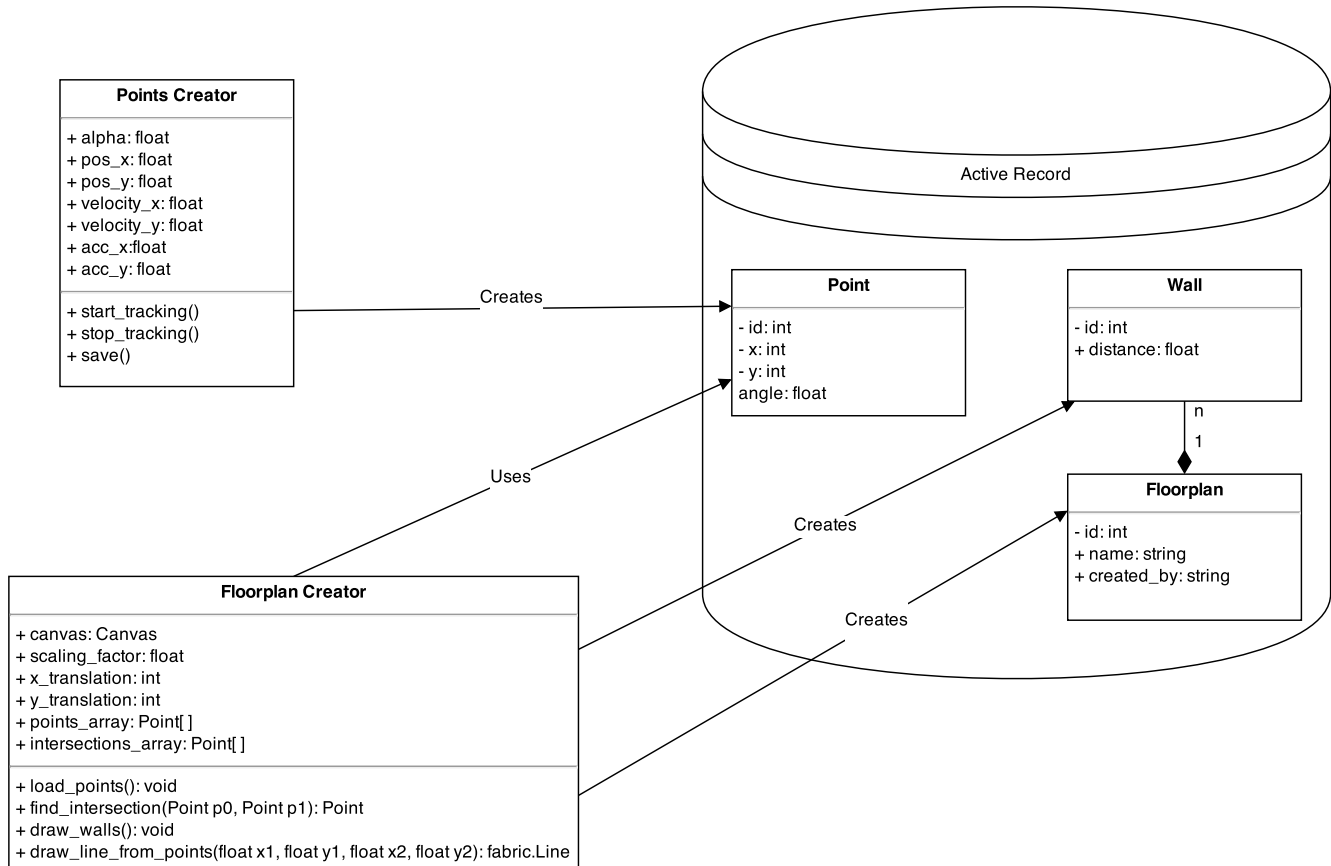 Points Creator
+ alpha: float
+ pos_x: float
+ pos_y: float
+ velocity_x: float
+ velocity_y: float
+ acc_x:float
+ acc_y: float
+ start_tracking()
+ stop_tracking()
+ save()
Creates
Active Record
Point
- id: int
- x: int
- y: int
angle: float
Wall
- id: int
+ distance: float
n
1
Uses
Creates
Creates
Floorplan
- id: int
+ name: string
+ created_by: string
Floorplan Creator
+ canvas: Canvas
+ scaling_factor: float
+ x_translation: int
+ y_translation: int
+ points_array: Point[ ]
+ intersections_array: Point[ ]
+ load_points(): void
+ find_intersection(Point p0, Point p1): Point
+ draw_walls(): void
+ draw_line_from_points(float x1, float y1, float x2, float y2): fabric.Line